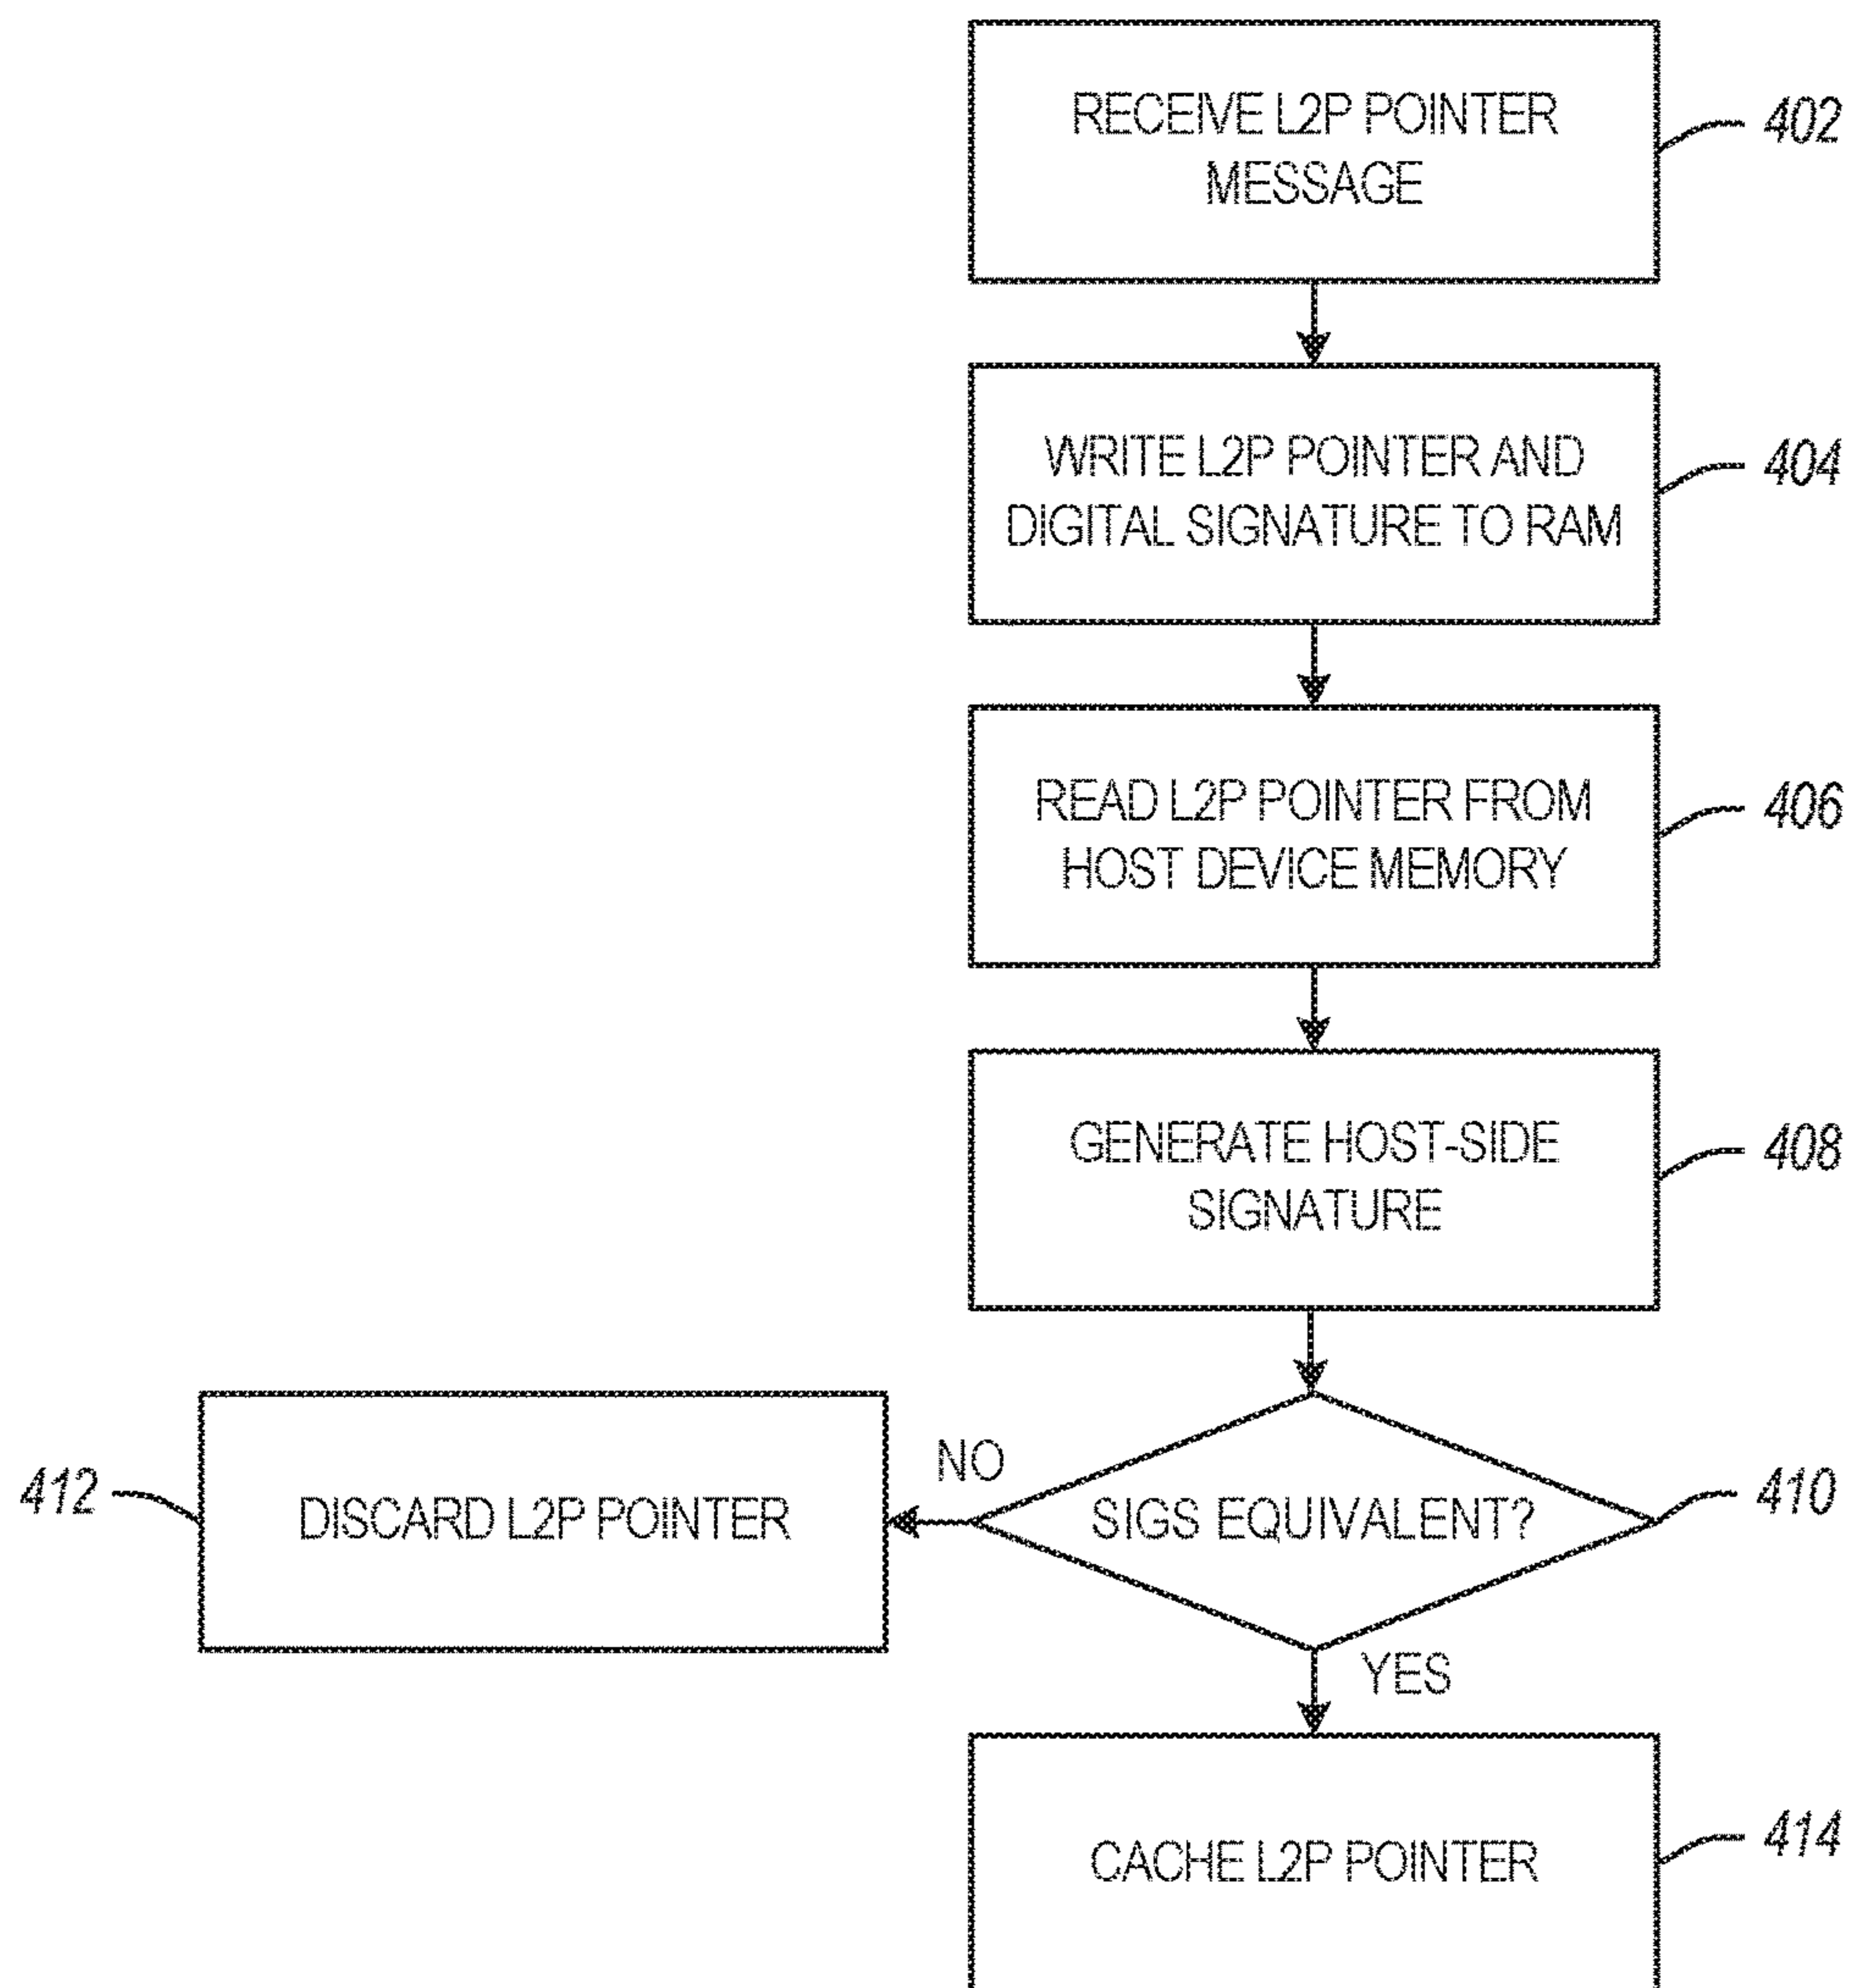 RECEIVE L2P POINTER
MESSAGE
402
WRITE L2P POINTER AND
DIGITAL SIGNATURE TO RAM
404
READ L2P POINTER FROM
HOST DEVICE MEMORY
406
GENERATE HOST-SIDE
SIGNATURE
408
412
DISCARD L2P POINTER
NO
SIGS EQUIVALENT?
410
YES
CACHE L2P POINTER
414